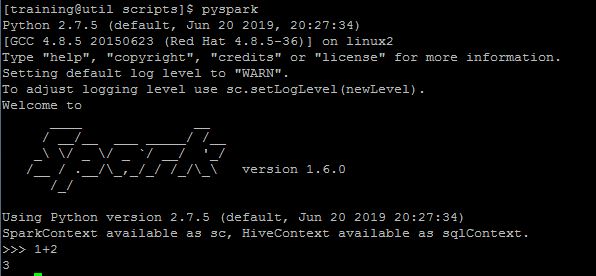 [training@util scripts]$ pyspark
Python 2.7.5 (default, Jun 20 2019, 20:27:34)
[GCC 4.8.5 20150623 (Red Hat 4.8.5-36)] on linux2
Type "help", "copyright", "credits" or "license" for more information.
Setting default log level to "WARN".
To adjust logging level use sc.setLogLevel(newLevel).
Welcome to
Spark version 1.6.0
Using Python version 2.7.5 (default, Jun 20 2019 20:27:34)
SparkContext available as sc, HiveContext available as sqlContext.
>>> 1+2
3